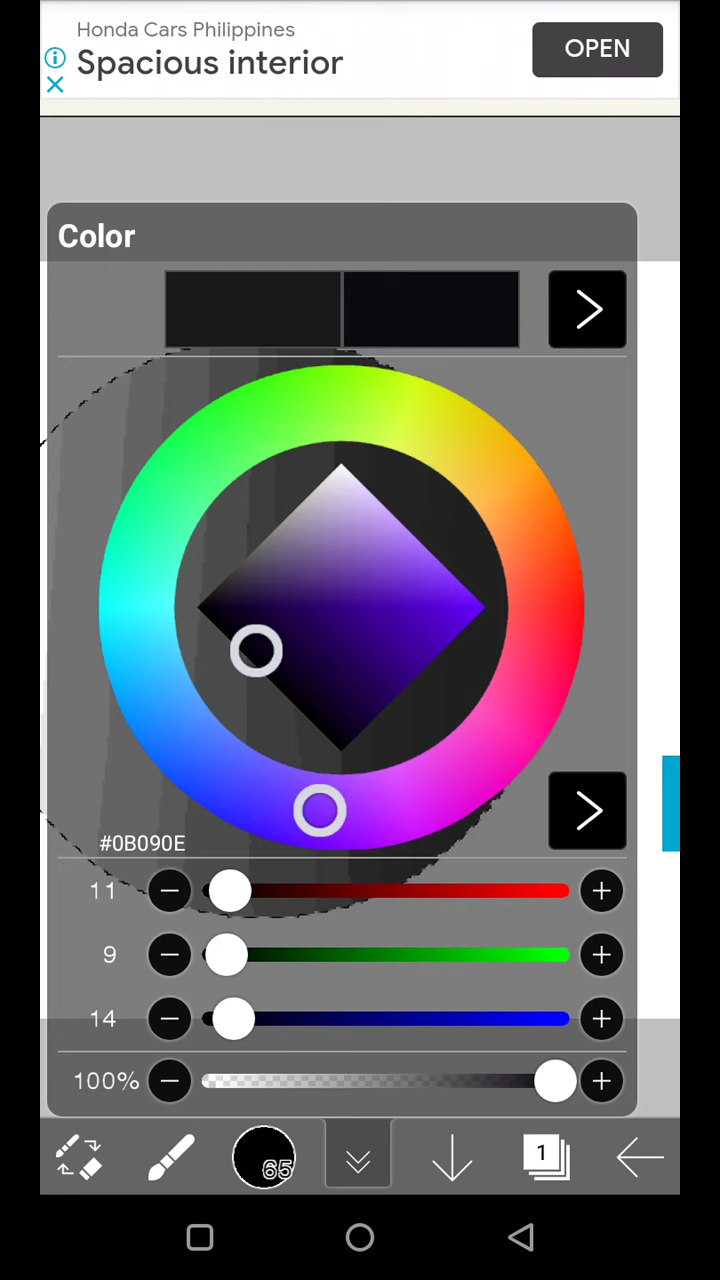 Honda Cars Philippines
Spacious interior
OPEN
Color
#0B090E
11
9
14
100%
65
1